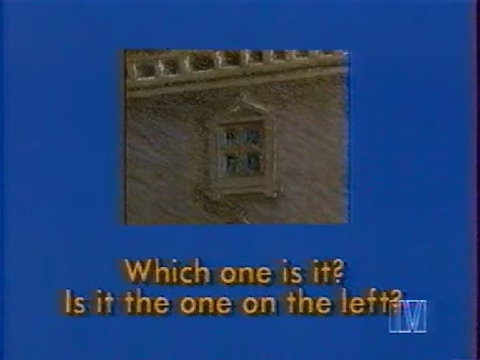 Which one is it?
Is it the one on the left?